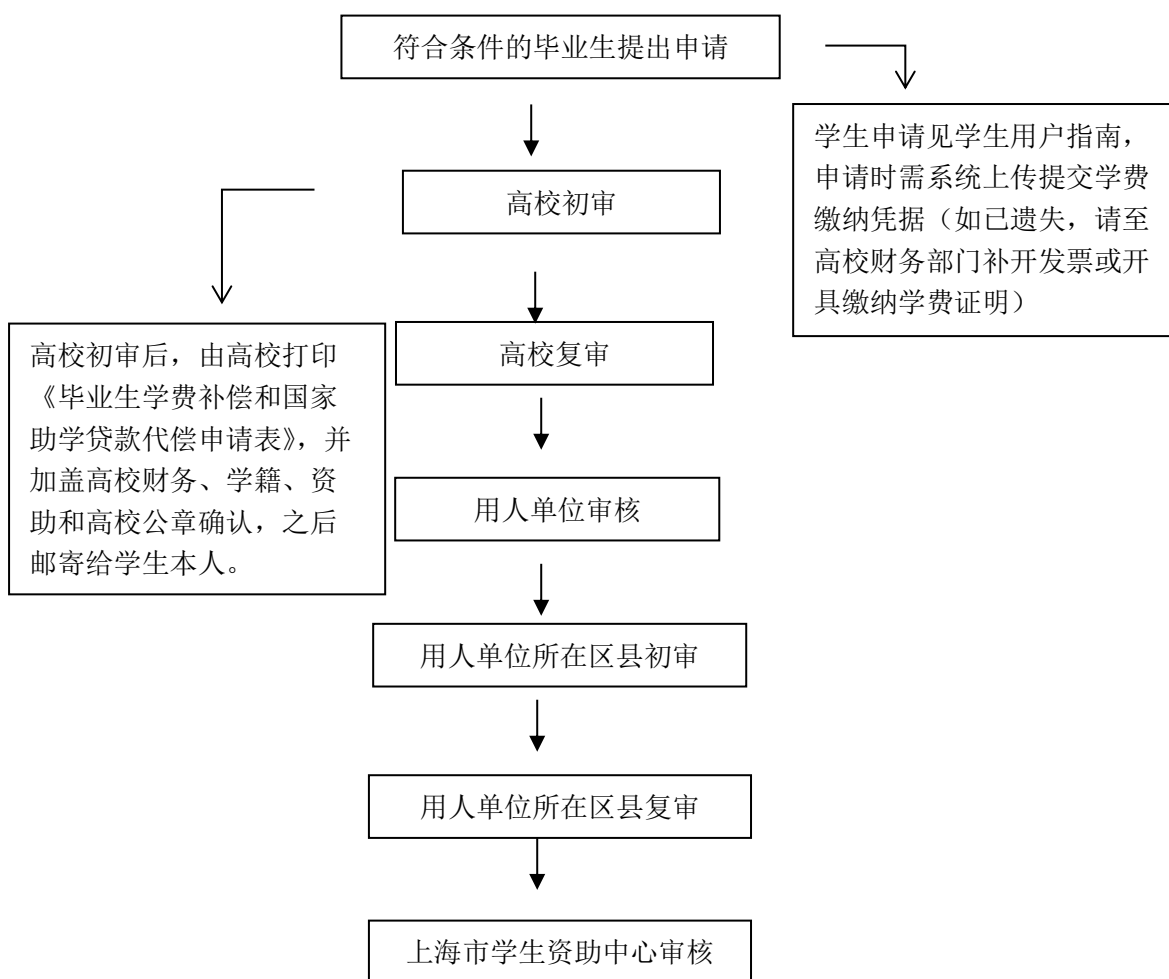 符合条件的毕业生提出申请
学生申请见学生用户指南，
申请时需系统上传提交学费
缴纳凭据（如已遗失，请至
高校财务部门补开发票或开
具缴纳学费证明）
高校初审
高校初审后，由高校打印
《毕业生学费补偿和国家
助学贷款代偿申请表》，并
加盖高校财务、学籍、资
助和高校公章确认，之后
邮寄给学生本人。
高校复审
用人单位审核
用人单位所在区县初审
用人单位所在区县复审
上海市学生资助中心审核